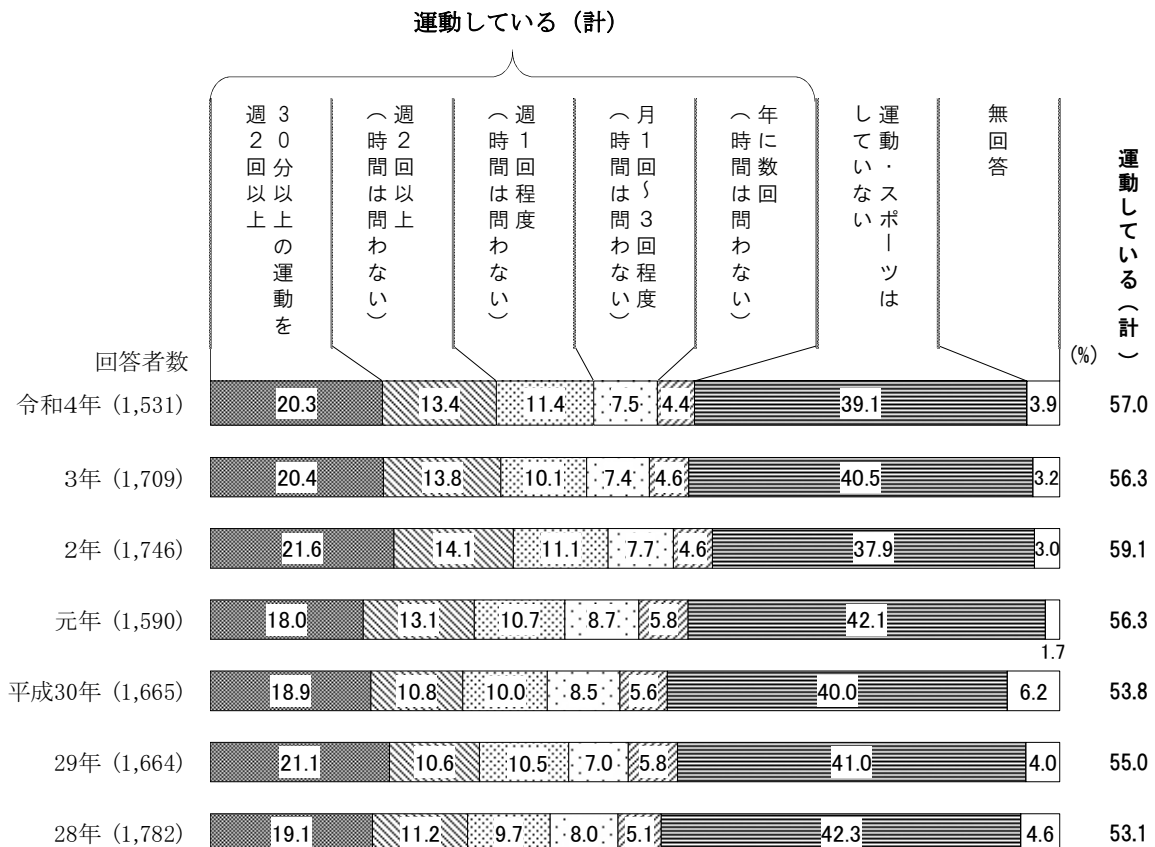 運動している（計）
30分以上の運動を
週2回以上
週2回以上
（時間は問わない）
週1回程度
（時間は問わない）
月1回～3回程度
（時間は問わない）
年に数回
（時間は問わない）
運動・スポーツは
していない
無回答
運動している（計）
回答者数
(%)
令和4年 (1,531) 20.3 13.4 11.4 7.5 4.4 39.1 3.9 57.0
3年 (1,709) 20.4 13.8 10.1 7.4 4.6 40.5 3.2 56.3
2年 (1,746) 21.6 14.1 11.1 7.7 4.6 37.9 3.0 59.1
元年 (1,590) 18.0 13.1 10.7 8.7 5.8 42.1 1.7 56.3
平成30年 (1,665) 18.9 10.8 10.0 8.5 5.6 40.0 6.2 53.8
29年 (1,664) 21.1 10.6 10.5 7.0 5.8 41.0 4.0 55.0
28年 (1,782) 19.1 11.2 9.7 8.0 5.1 42.3 4.6 53.1